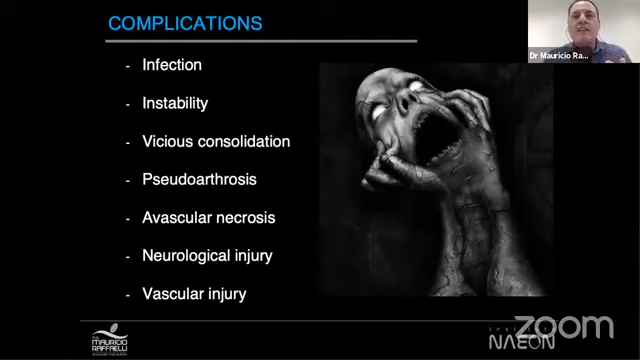 COMPLICATIONS
- Infection
- Instability
- Vicious consolidation
- Pseudoarthrosis
- Avascular necrosis
- Neurological injury
- Vascular injury
Dr Mauricio Ra...
MAURICIO
RAFFAELLI
NAEON
zoom